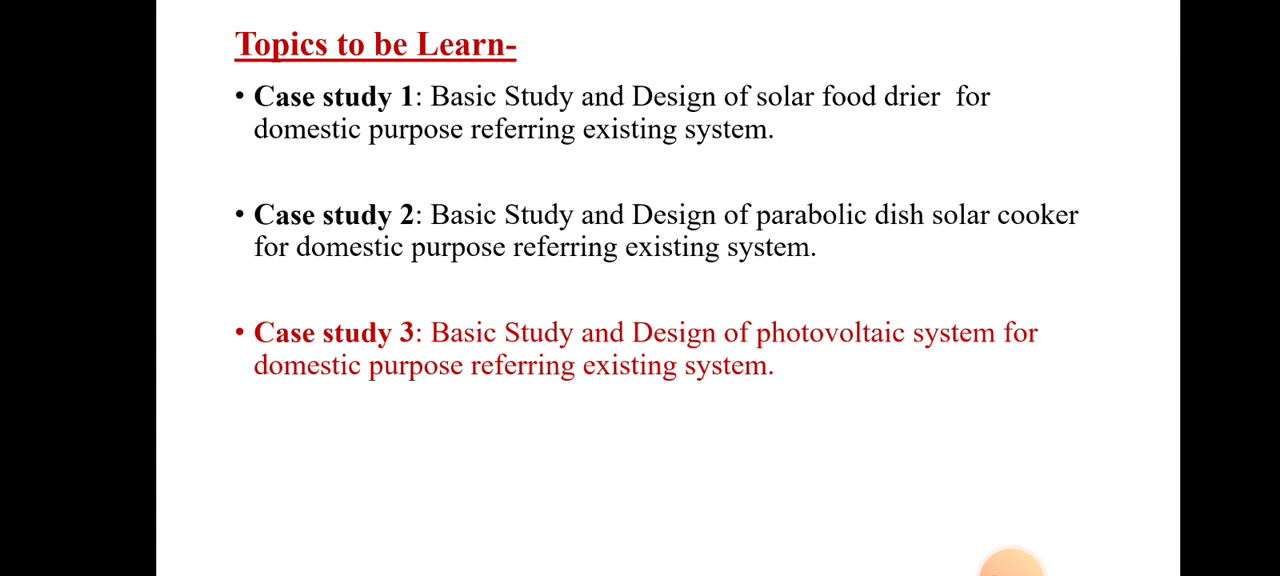 Topics to be Learn-
• Case study 1: Basic Study and Design of solar food drier  for
domestic purpose referring existing system.
• Case study 2: Basic Study and Design of parabolic dish solar cooker
for domestic purpose referring existing system.
• Case study 3: Basic Study and Design of photovoltaic system for
domestic purpose referring existing system.